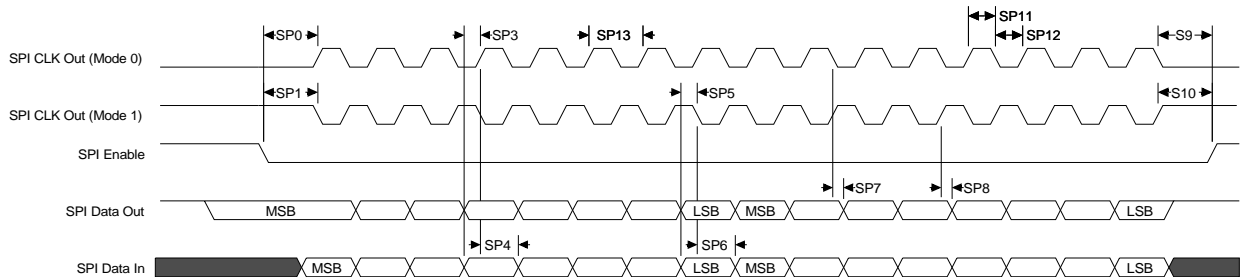 SP11
SP0 SP3 SP13 SP12 S9
SPI CLK Out (Mode 0)
SP1 SP5 S10
SPI CLK Out (Mode 1)
SPI Enable
SP7 SP8
SPI Data Out MSB LSB MSB LSB
SP4 SP6
SPI Data In MSB LSB MSB LSB